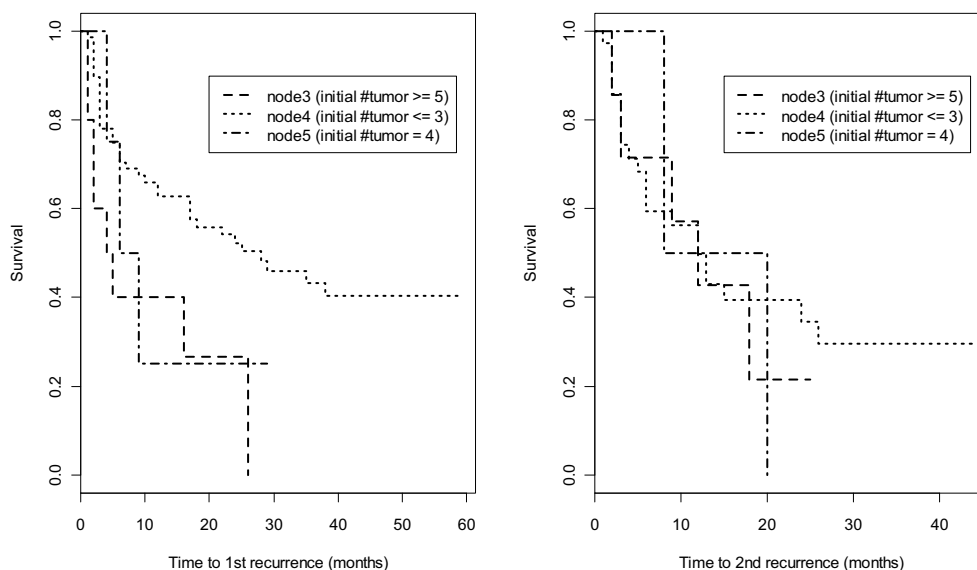 Survival
1.0
0.8
0.6
0.4
0.2
0.0
node3 (initial #tumor >= 5)
node4 (initial #tumor <= 3)
node5 (initial #tumor = 4)
0 10 20 30 40 50 60
Time to 1st recurrence (months)
Survival
1.0
0.8
0.6
0.4
0.2
0.0
node3 (initial #tumor >= 5)
node4 (initial #tumor <= 3)
node5 (initial #tumor = 4)
0 10 20 30 40
Time to 2nd recurrence (months)